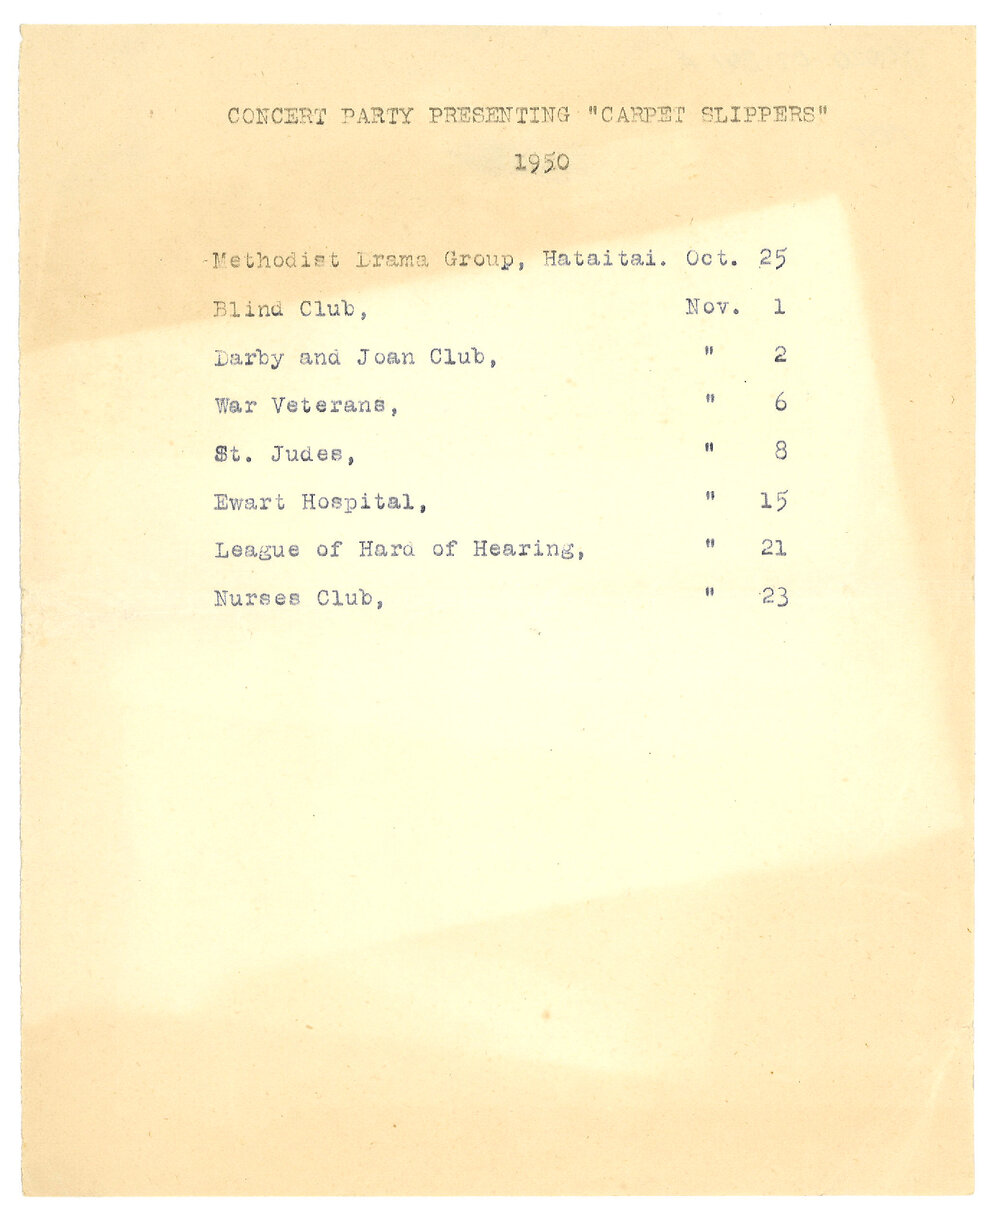 CONCERT PARTY PRESENTING "CARPET SLIPPERS"
1950
Methodist Drama Group, Hataitai. Oct. 25
Blind Club, Nov. 1
Darby and Joan Club, " 2
War Veterans, " 6
St. Judes, " 8
Ewart Hospital, " 15
League of Hard of Hearing, " 21
Nurses Club, " 23